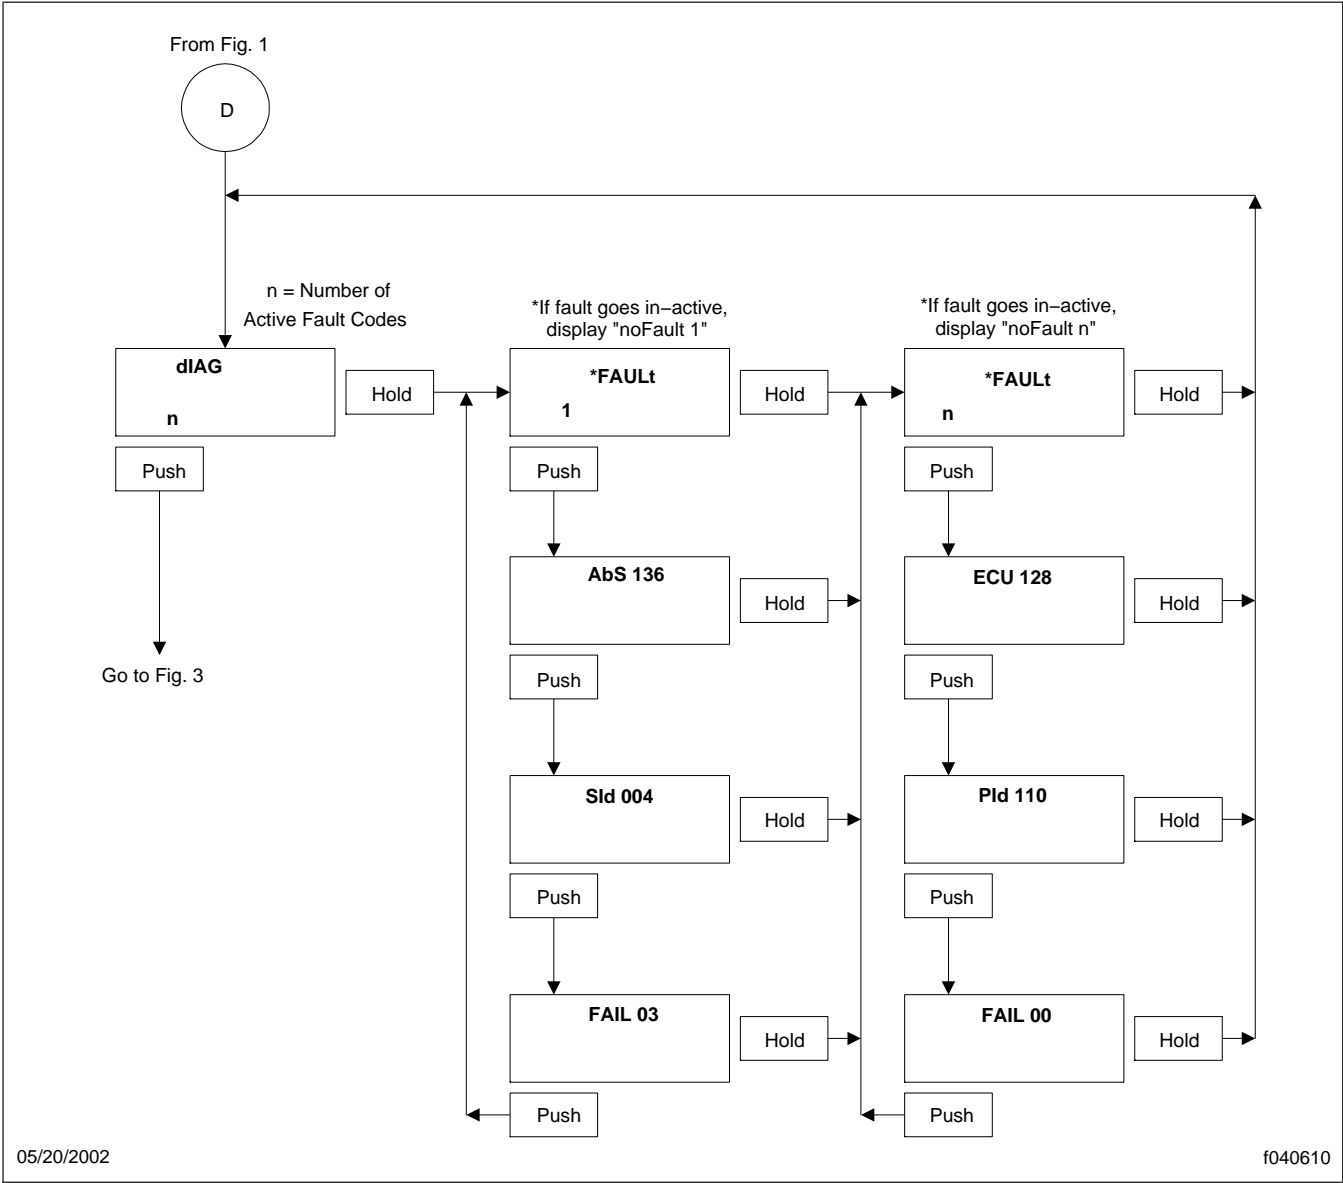 From Fig. 1
D
n = Number of
Active Fault Codes
*If fault goes in−active,
display "noFault 1"
*If fault goes in−active,
display "noFault n"
dIAG
n
Hold
*FAULt
1
Hold
*FAULt
n
Hold
Push
Push
Push
Go to Fig. 3
AbS 136
Hold
ECU 128
Hold
Push
Push
SId 004
Hold
PId 110
Hold
Push
Push
FAIL 03
Hold
FAIL 00
Hold
Push
Push
05/20/2002
f040610